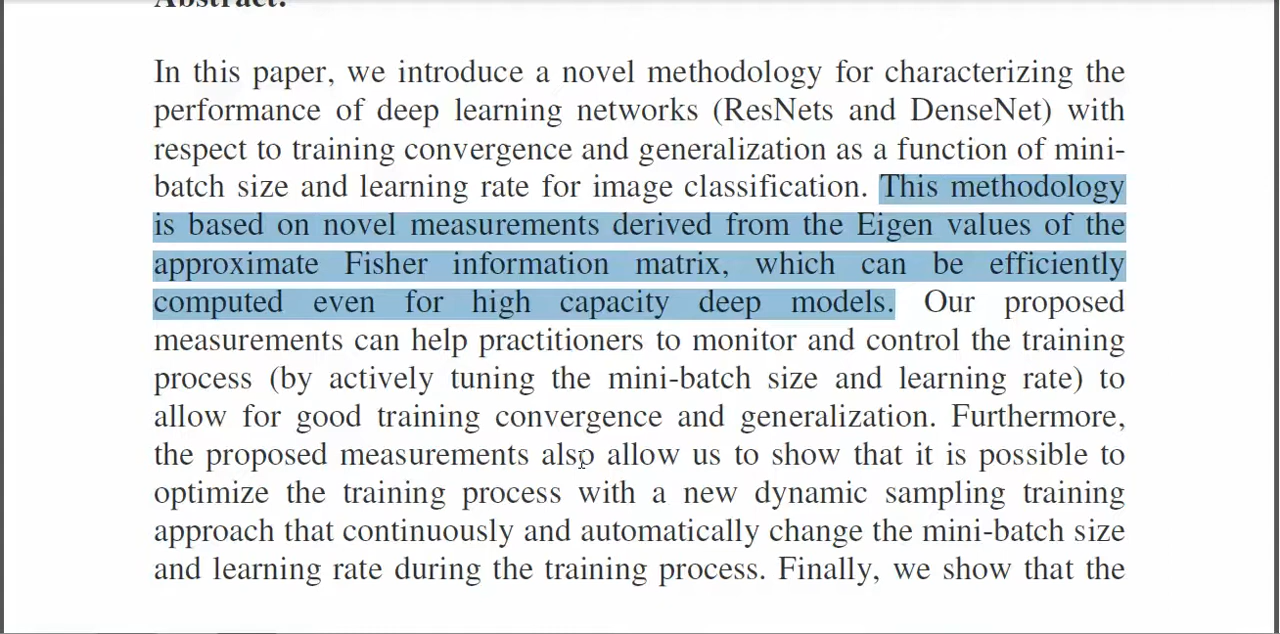 Abstract.
In this paper, we introduce a novel methodology for characterizing the
performance of deep learning networks (ResNets and DenseNet) with
respect to training convergence and generalization as a function of mini-
batch size and learning rate for image classification. This methodology
is based on novel measurements derived from the Eigen values of the
approximate Fisher information matrix, which can be efficiently
computed even for high capacity deep models. Our proposed
measurements can help practitioners to monitor and control the training
process (by actively tuning the mini-batch size and learning rate) to
allow for good training convergence and generalization. Furthermore,
the proposed measurements also allow us to show that it is possible to
optimize the training process with a new dynamic sampling training
approach that continuously and automatically change the mini-batch size
and learning rate during the training process. Finally, we show that the